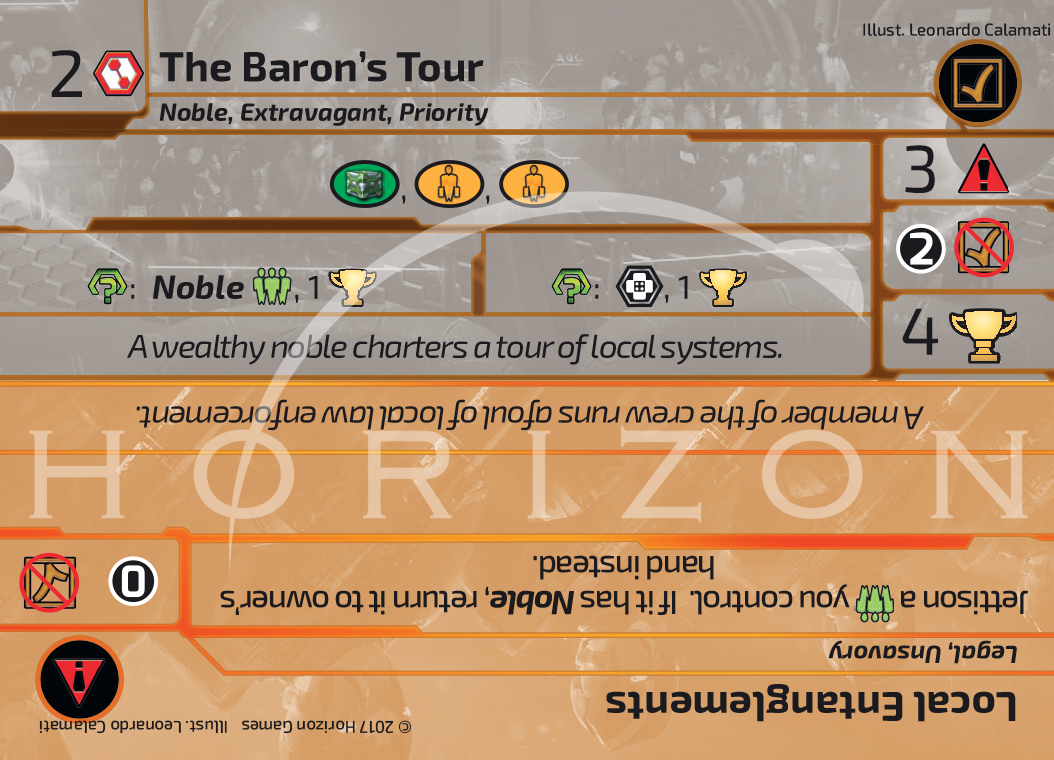 Illust. Leonardo Calamati
2 The Baron's Tour
Noble, Extravagant, Priority
, ,
3
2
: Noble , 1
: , 1
4
A wealthy noble charters a tour of local systems.
HORIZON
Local Entanglements
Legal, Unsavory
Jettison a you control. If it has Noble, return it to owner's
hand instead.
0
A member of the crew runs afoul of local law enforcement.
© 2017 Horizon Games Illust. Leonardo Calamati